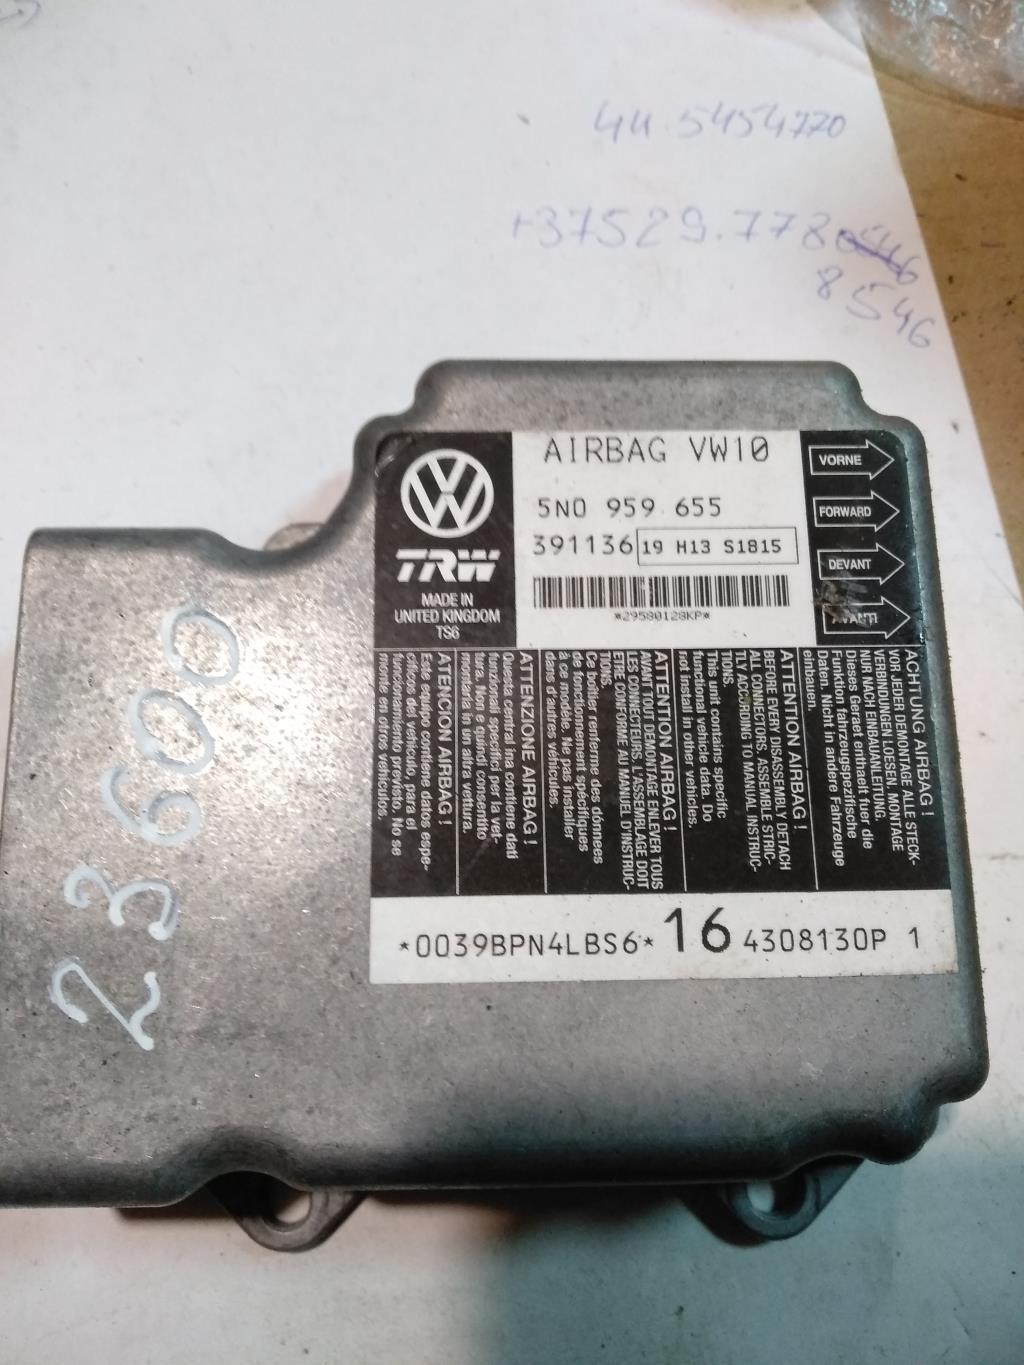 44 5454770
+37529.778
8546
AIRBAG VW10
5N0 959 655
391136 19 H13 S1815
*29580128KP*
TRW
MADE IN
UNITED KINGDOM
TS6
VORNE
FORWARD
DEVANT
AVANTI
ACHTUNG AIRBAG !
VOR JEDER DEMONTAGE ALLE STECK-
VERBINDUNGEN LOESEN. MONTAGE
NUR NACH EINBAUANLEITUNG.
Dieses Geraet enthaelt fuer die
Funktion fahrzeugspezifische
Daten. Nicht in andere Fahrzeuge
einbauen.
ATTENTION AIRBAG !
BEFORE EVERY DISASSEMBLY DETACH
ALL CONNECTORS. ASSEMBLE STRIC-
TLY ACCORDING TO MANUAL INSTRUC-
TIONS.
This unit contains specific
functional vehicle data. Do
not install in other vehicles.
ATTENTION AIRBAG !
AVANT TOUT DEMONTAGE ENLEVER TOUS
LES CONNECTEURS. L'ASSEMBLAGE DOIT
ETRE CONFORME AU MANUEL D'INSTRUC-
TIONS.
Ce boîtier renferme des données
de fonctionnement spécifiques
à ce modèle. Ne pas installer
dans d'autres véhicules.
ATTENZIONE AIRBAG !
Questa central ina contiene dati
funzionali specifici per la vet-
tura. Non e quindi consentito
montarla in un altra vettura.
ATENCION AIRBAG !
Este equipo contiene datos espe-
cificos del vehiculo, para el
funcionamiento previsto. No se
monte en otros vehiculos.
*0039BPN4LBS6* 16 4308130P 1
23600